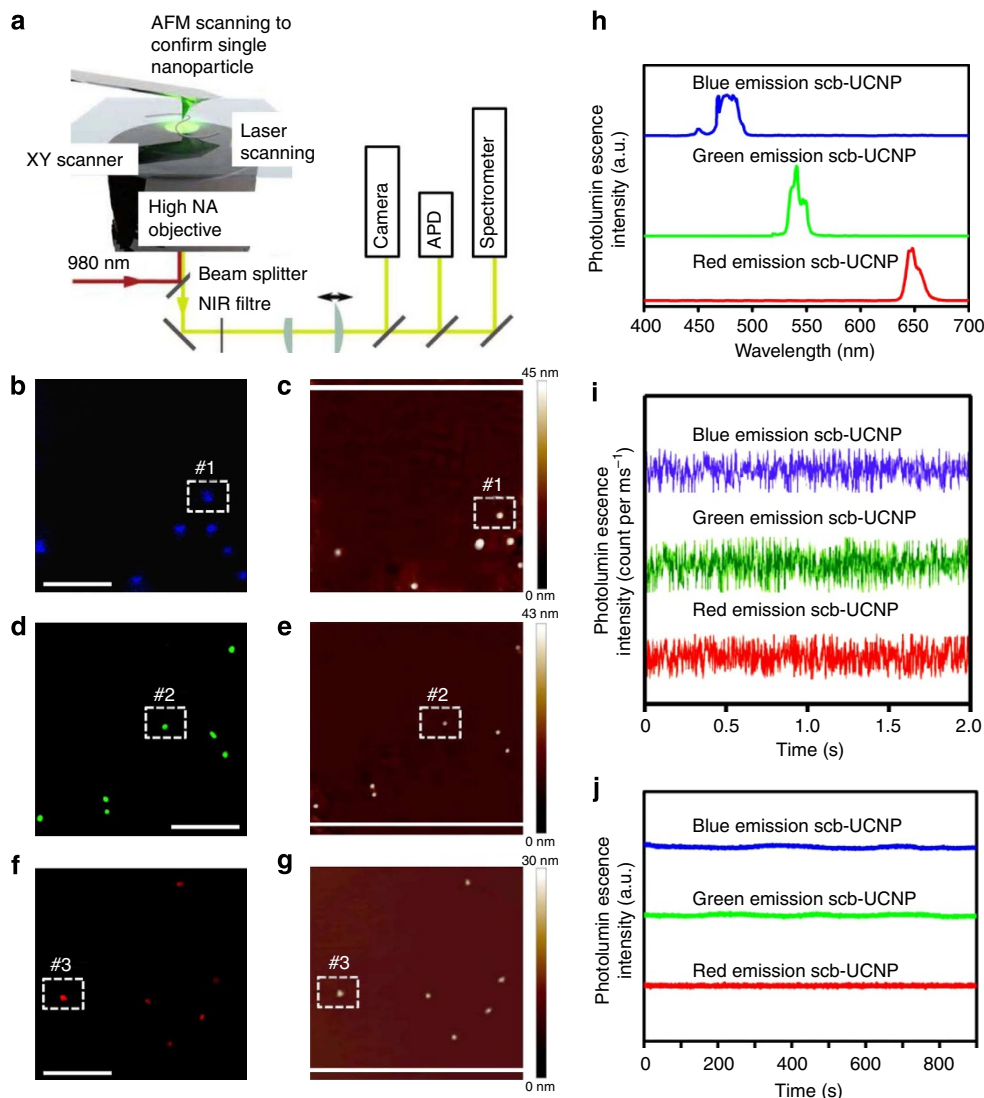 a
AFM scanning to
confirm single
nanoparticle
Laser
scanning
XY scanner
High NA
objective
980 nm
Beam splitter
NIR filtre
Camera
APD
Spectrometer
b
#1
c
#1
45 nm
0 nm
d
#2
e
#2
43 nm
0 nm
f
#3
g
#3
30 nm
0 nm
h
Photolumin escence
intensity (a.u.)
Blue emission scb-UCNP
Green emission scb-UCNP
Red emission scb-UCNP
400 450 500 550 600 650 700
Wavelength (nm)
i
Photolumin escence
intensity (count per ms⁻¹)
Blue emission scb-UCNP
Green emission scb-UCNP
Red emission scb-UCNP
0 0.5 1.0 1.5 2.0
Time (s)
j
Photolumin escence
intensity (a.u.)
Blue emission scb-UCNP
Green emission scb-UCNP
Red emission scb-UCNP
0 200 400 600 800
Time (s)